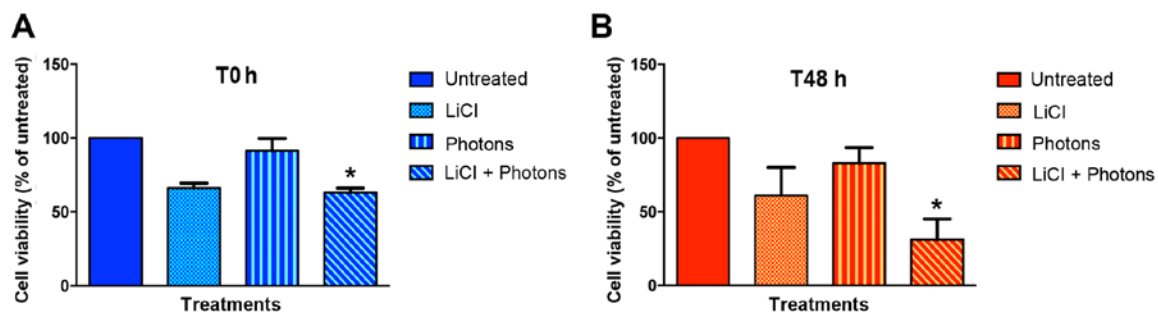 A
T0 h
Cell viability (% of untreated)
150
100
50
0
Treatments
Untreated
LiCl
Photons
LiCl + Photons
*
B
T48 h
Cell viability (% of untreated)
150
100
50
0
Treatments
Untreated
LiCl
Photons
LiCl + Photons
*